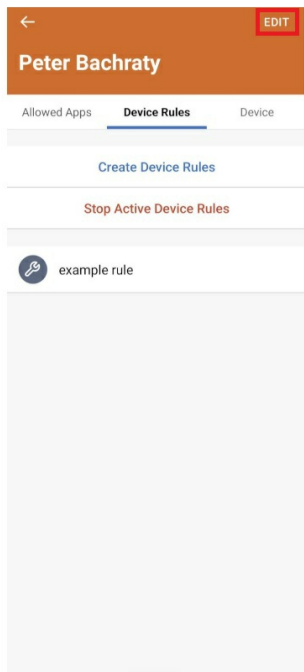 EDIT
Peter Bachraty
Allowed Apps Device Rules Device
Create Device Rules
Stop Active Device Rules
example rule